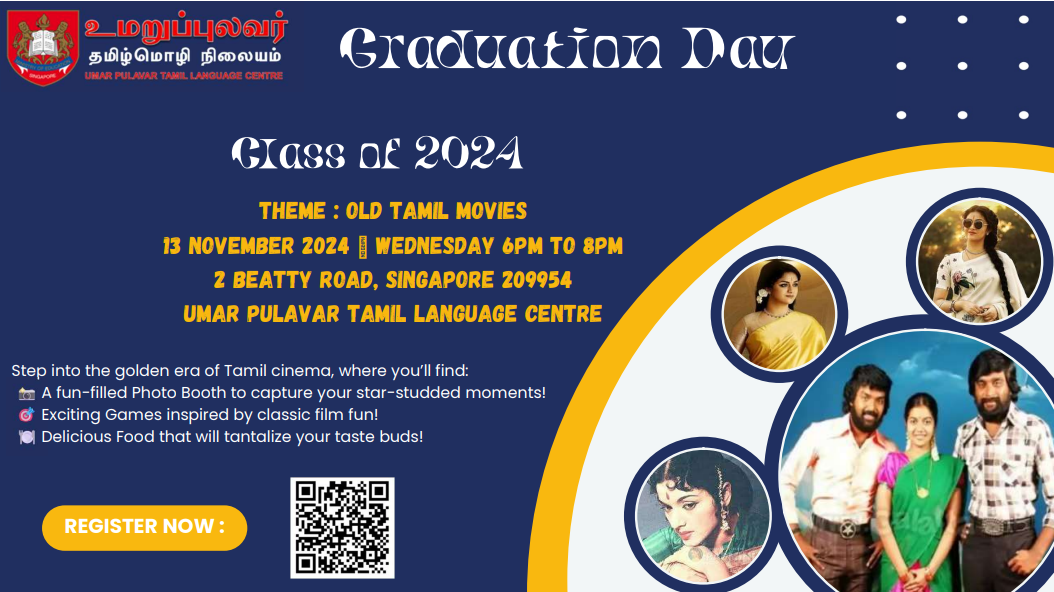 உமறுப்புலவர்
தமிழ்மொழி நிலையம்
UMAR PULAVAR TAMIL LANGUAGE CENTRE
SINGAPORE
Graduation Day
Class of 2024
THEME : OLD TAMIL MOVIES
13 NOVEMBER 2024 WEDNESDAY 6PM TO 8PM
2 BEATTY ROAD, SINGAPORE 209954
UMAR PULAVAR TAMIL LANGUAGE CENTRE
Step into the golden era of Tamil cinema, where you’ll find:
📸 A fun-filled Photo Booth to capture your star-studded moments!
🎯 Exciting Games inspired by classic film fun!
🍽️ Delicious Food that will tantalize your taste buds!
REGISTER NOW :